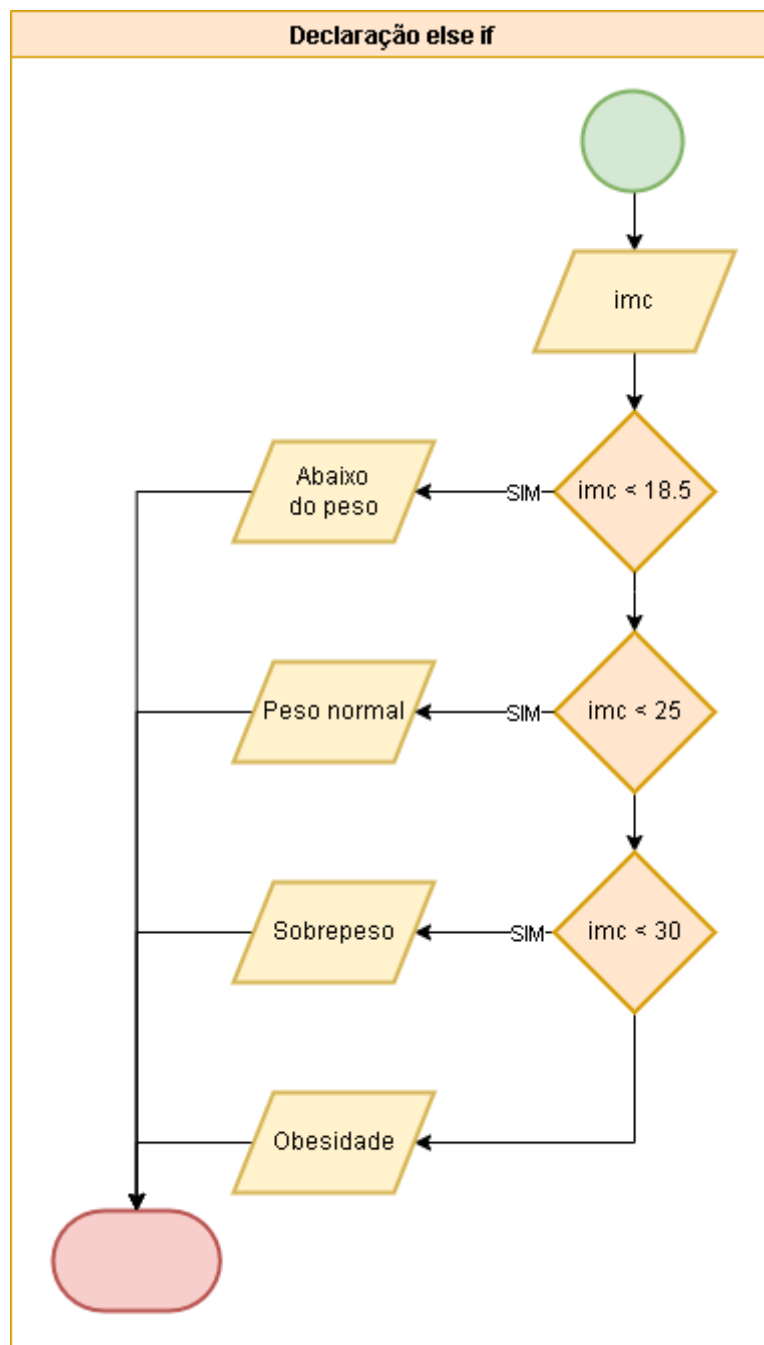 Declaração else if
imc
Abaixo
do peso
SIM
imc < 18.5
Peso normal
SIM
imc < 25
Sobrepeso
SIM
imc < 30
Obesidade